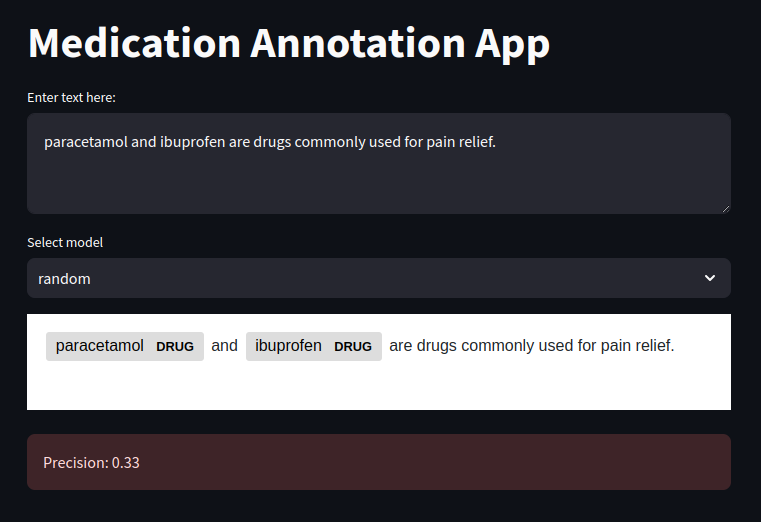 Medication Annotation App
Enter text here:
paracetamol and ibuprofen are drugs commonly used for pain relief.
Select model
random
paracetamol DRUG and ibuprofen DRUG are drugs commonly used for pain relief.
Precision: 0.33